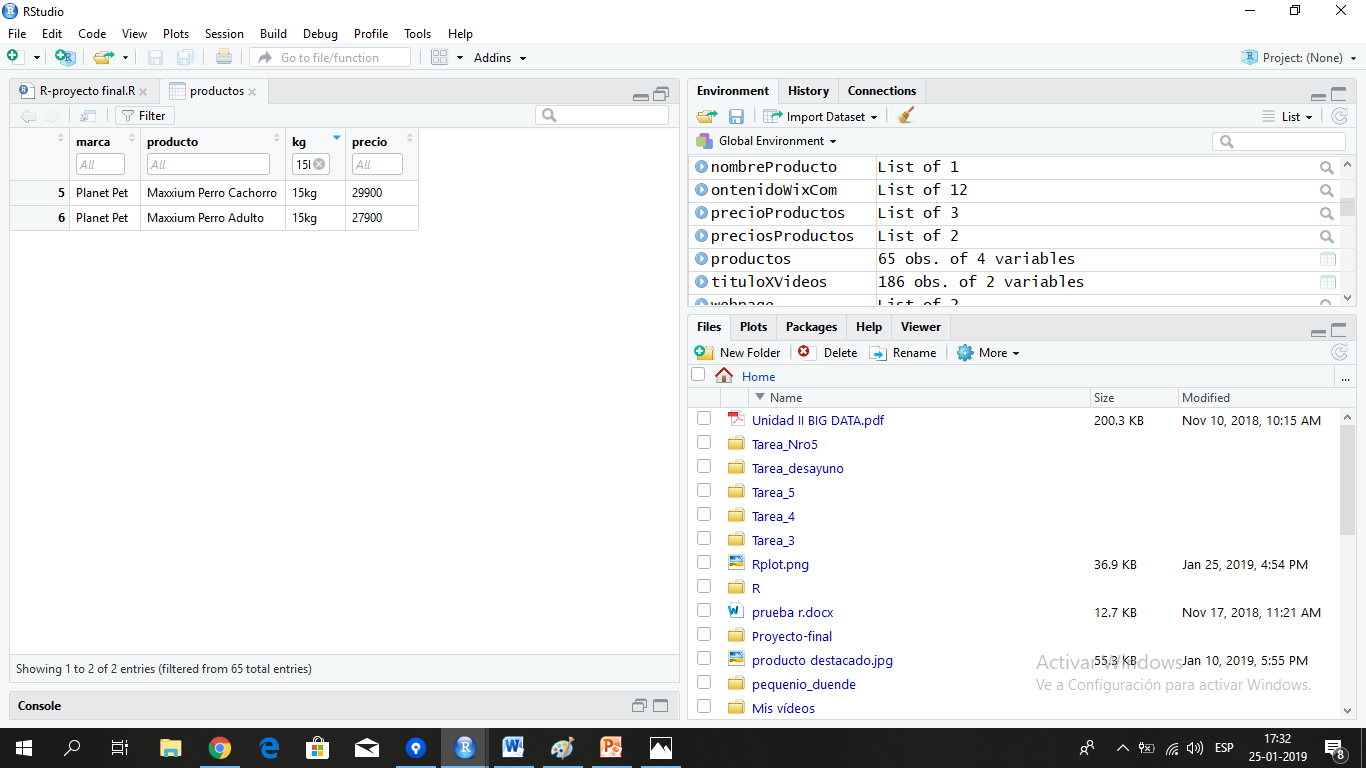 RStudio
File Edit Code View Plots Session Build Debug Profile Tools Help
Go to file/function Addins Project: (None)
R-proyecto final.R productos
Filter
marca producto kg precio
All All 15 All
5 Planet Pet Maxxium Perro Cachorro 15kg 29900
6 Planet Pet Maxxium Perro Adulto 15kg 27900
Showing 1 to 2 of 2 entries (filtered from 65 total entries)
Console
Environment History Connections
Import Dataset List
Global Environment
nombreProducto List of 1
ontenidoWixCom List of 12
precioProductos List of 3
preciosProductos List of 2
productos 65 obs. of 4 variables
tituloXVideos 186 obs. of 2 variables
webpage List of 2
Files Plots Packages Help Viewer
New Folder Delete Rename More
Home ...
Name Size Modified
Unidad II BIG DATA.pdf 200.3 KB Nov 10, 2018, 10:15 AM
Tarea_Nro5
Tarea_desayuno
Tarea_5
Tarea_4
Tarea_3
Rplot.png 36.9 KB Jan 25, 2019, 4:54 PM
R
prueba r.docx 12.7 KB Nov 17, 2018, 11:21 AM
Proyecto-final
producto destacado.jpg 55.3 KB Jan 10, 2019, 5:55 PM
pequenio_duende
Mis vídeos
Activar Windows
Ve a Configuración para activar Windows.
ESP 17:32
25-01-2019 8